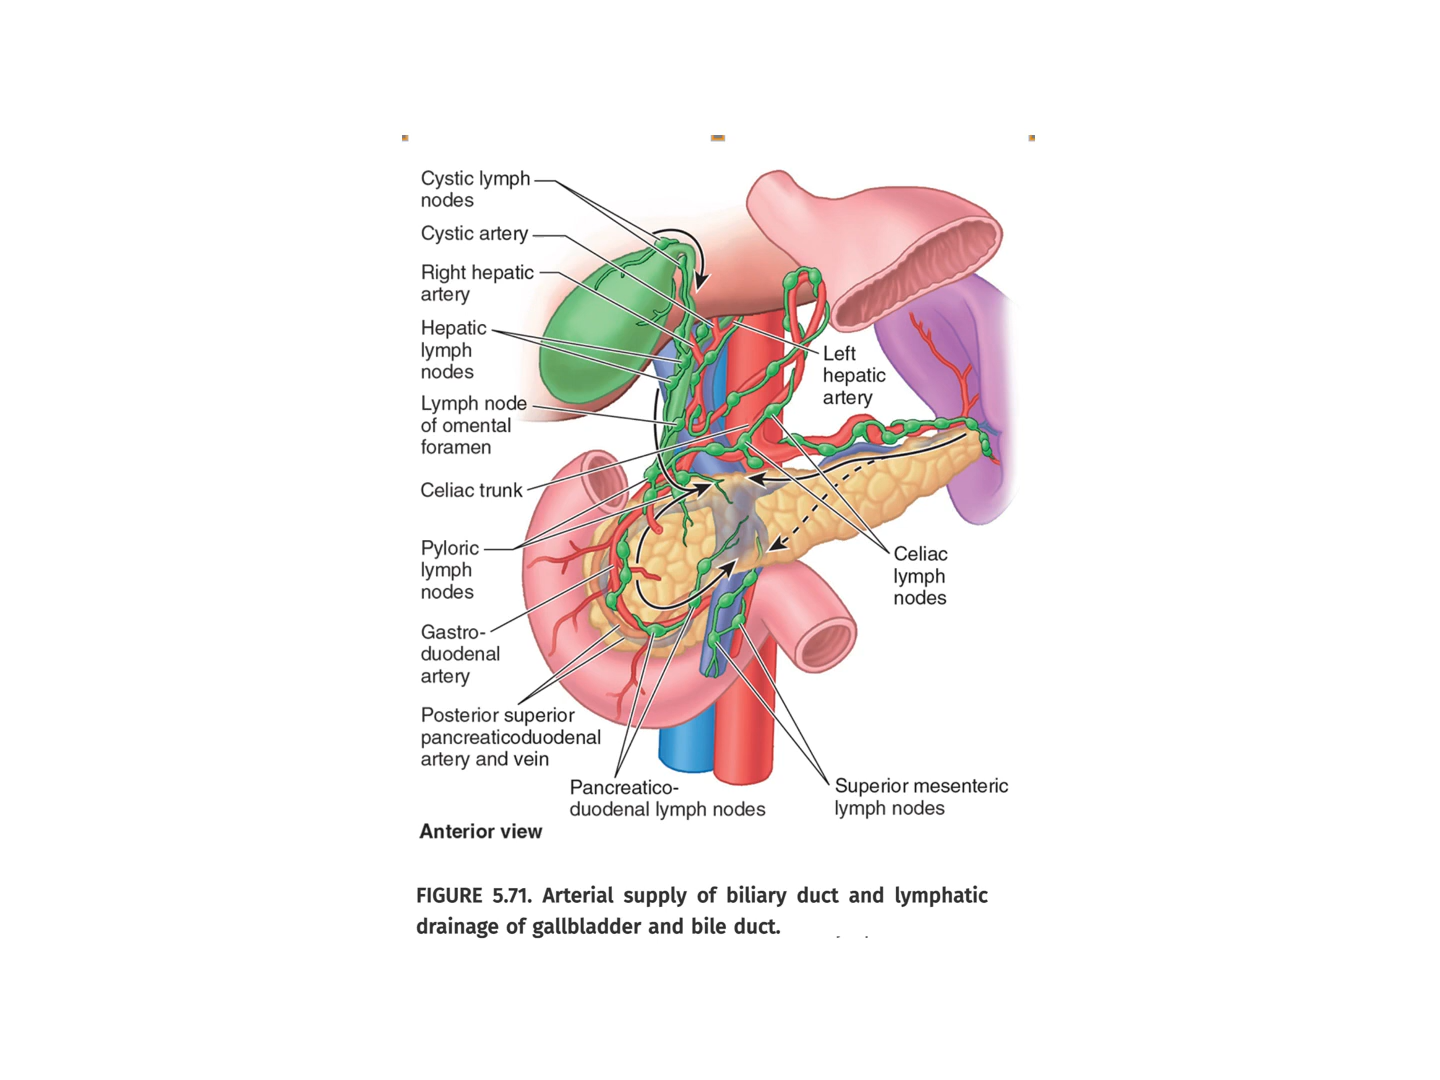 Cystic lymph
nodes
Cystic artery
Right hepatic
artery
Hepatic
lymph
nodes
Lymph node
of omental
foramen
Celiac trunk
Pyloric
lymph
nodes
Gastro-
duodenal
artery
Posterior superior
pancreaticoduodenal
artery and vein
Pancreatico-
duodenal lymph nodes
Left
hepatic
artery
Celiac
lymph
nodes
Superior mesenteric
lymph nodes
Anterior view
FIGURE 5.71. Arterial supply of biliary duct and lymphatic
drainage of gallbladder and bile duct.